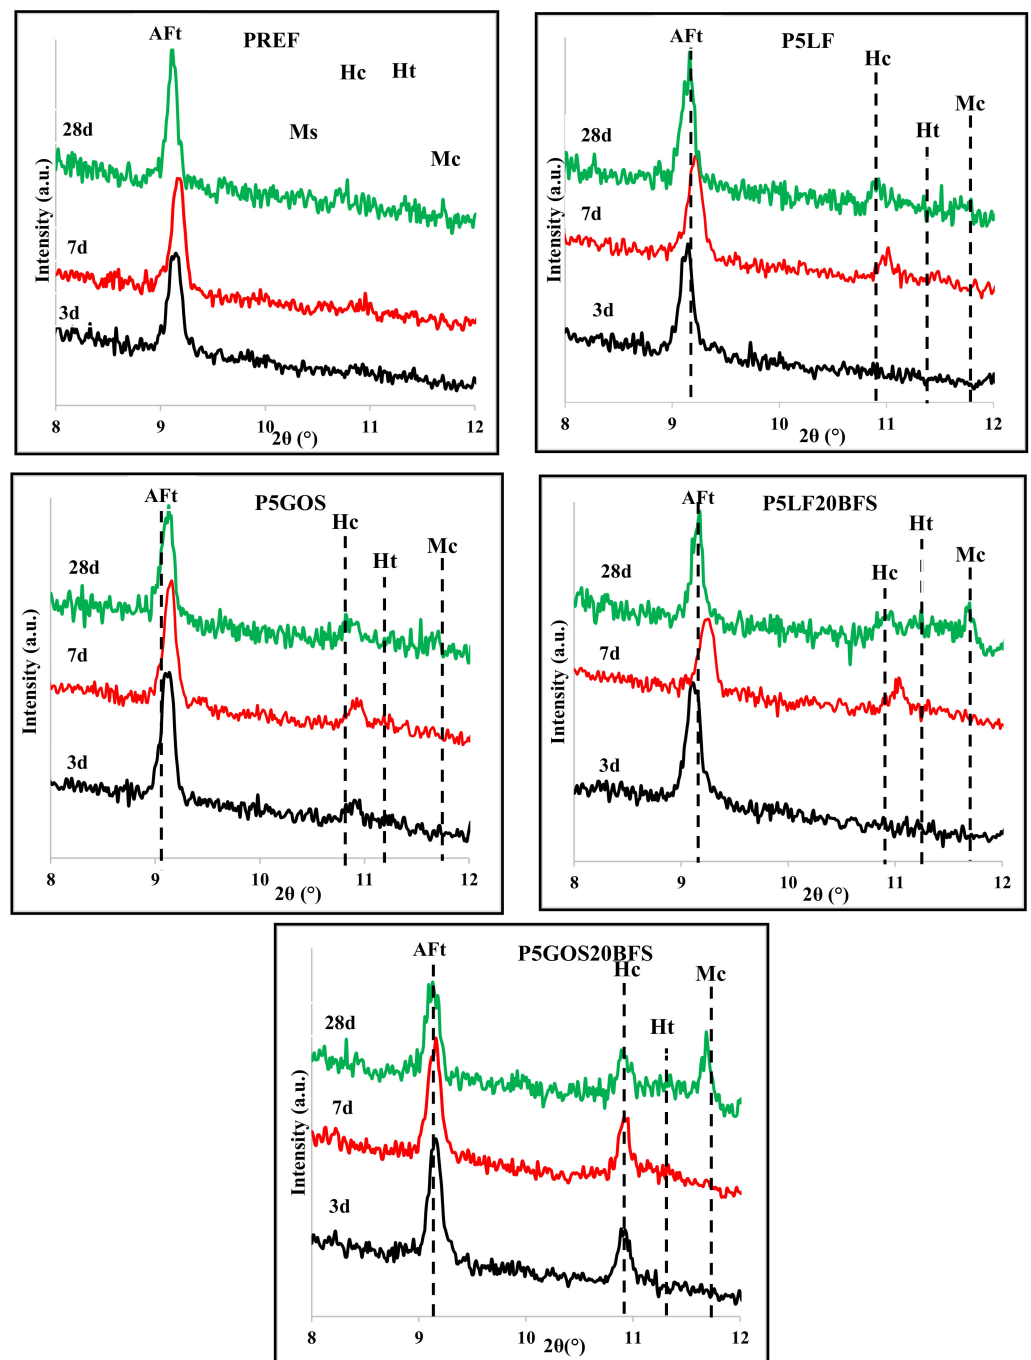 PREF
AFt
Hc
Ht
Ms
Mc
28d
7d
3d
Intensity (a.u.)
8 9 10 11 12
2θ (°)
P5LF
AFt
Hc
Mc
Ht
28d
7d
3d
Intensity (a.u.)
8 9 10 11 12
2θ (°)
P5GOS
AFt
Hc
Mc
Ht
28d
7d
3d
Intensity (a.u.)
8 9 10 11 12
2θ (°)
P5LF20BFS
AFt
Ht
Mc
Hc
28d
7d
3d
Intensity (a.u.)
8 9 10 11 12
2θ (°)
P5GOS20BFS
AFt
Hc
Mc
Ht
28d
7d
3d
Intensity (a.u.)
8 9 10 11 12
2θ(°)